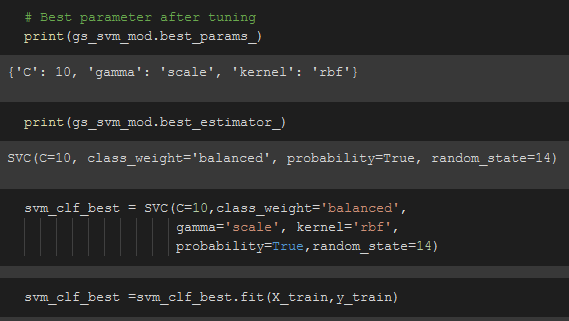 # Best parameter after tuning
print(gs_svm_mod.best_params_)
{'C': 10, 'gamma': 'scale', 'kernel': 'rbf'}
print(gs_svm_mod.best_estimator_)
SVC(C=10, class_weight='balanced', probability=True, random_state=14)
svm_clf_best = SVC(C=10,class_weight='balanced',
gamma='scale', kernel='rbf',
probability=True,random_state=14)
svm_clf_best =svm_clf_best.fit(X_train,y_train)